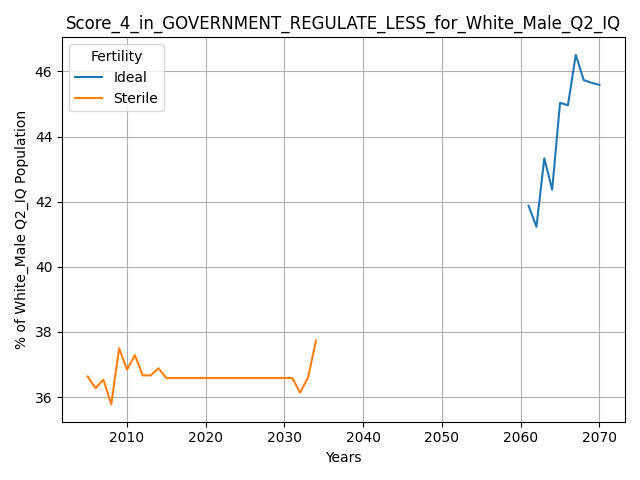 Score_4_in_GOVERNMENT_REGULATE_LESS_for_White_Male_Q2_IQ
Fertility
Ideal
Sterile
% of White_Male Q2_IQ Population
46
44
42
40
38
36
2010
2020
2030
2040
2050
2060
2070
Years